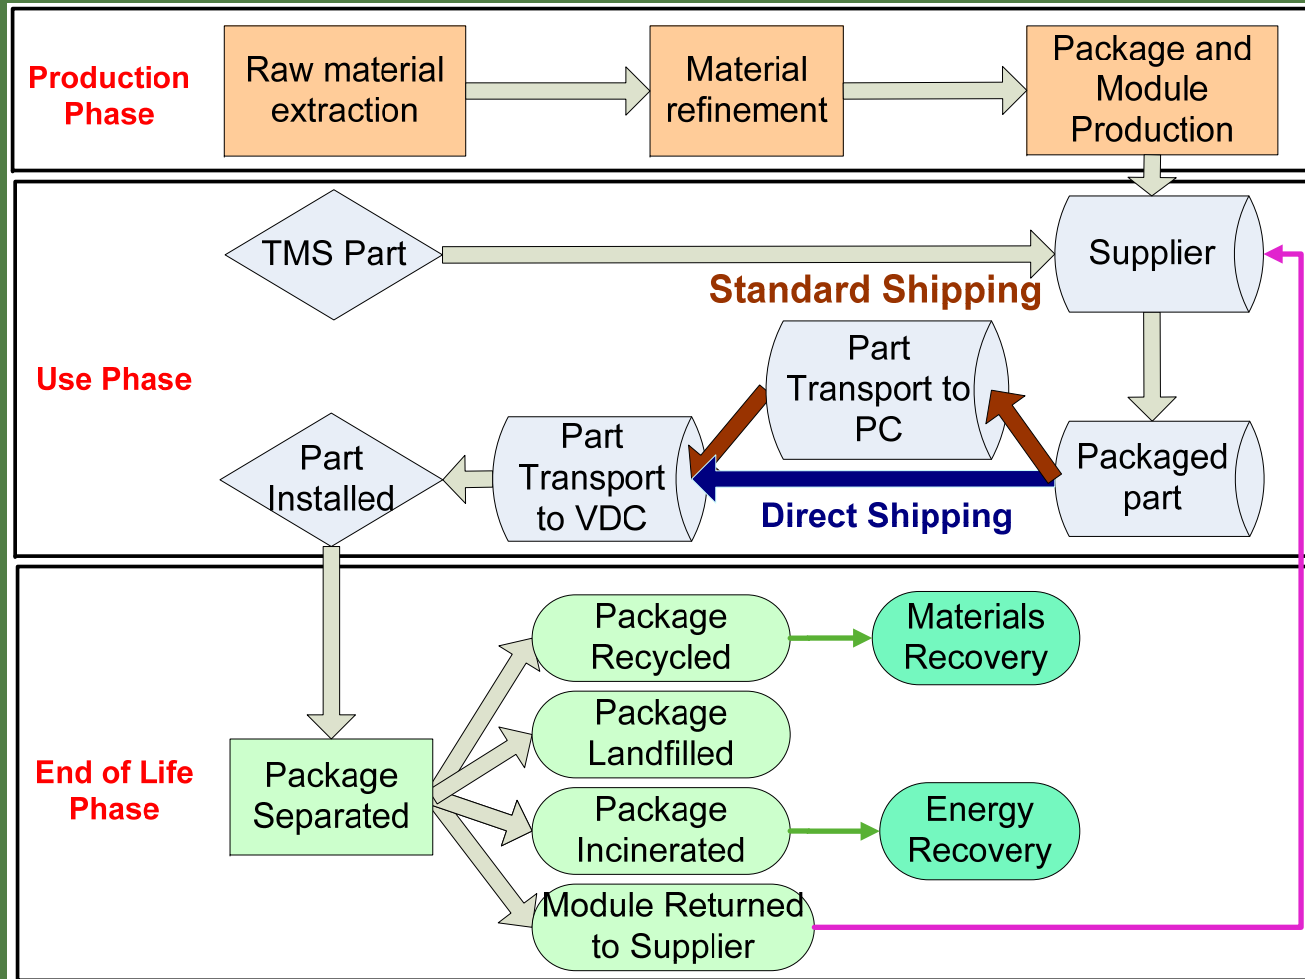 Production
Phase
Raw material
extraction
Material
refinement
Package and
Module
Production
Use Phase
TMS Part
Supplier
Standard Shipping
Part
Transport to
PC
Part
Installed
Part
Transport
to VDC
Packaged
part
Direct Shipping
End of Life
Phase
Package
Separated
Package
Recycled
Materials
Recovery
Package
Landfilled
Package
Incinerated
Energy
Recovery
Module Returned
to Supplier